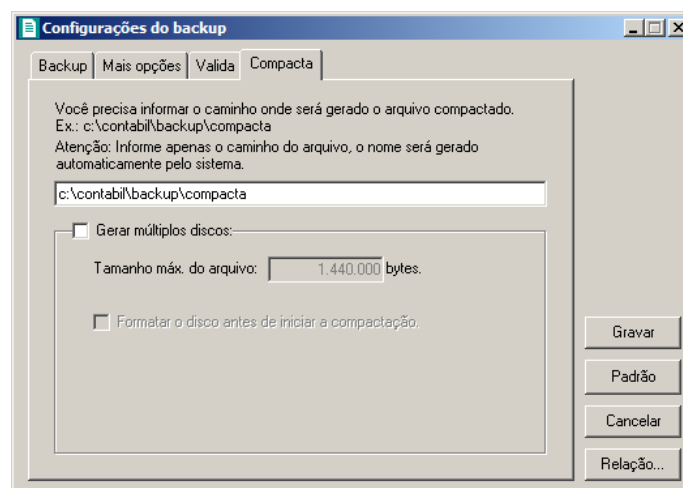 Configurações do backup
Backup Mais opções Valida Compacta
Você precisa informar o caminho onde será gerado o arquivo compactado.
Ex.: c:\contabil\backup\compacta
Atenção: Informe apenas o caminho do arquivo, o nome será gerado
automaticamente pelo sistema.
c:\contabil\backup\compacta
Gerar múltiplos discos:
Tamanho máx. do arquivo: 1.440.000 bytes.
Formatar o disco antes de iniciar a compactação.
Gravar
Padrão
Cancelar
Relação...